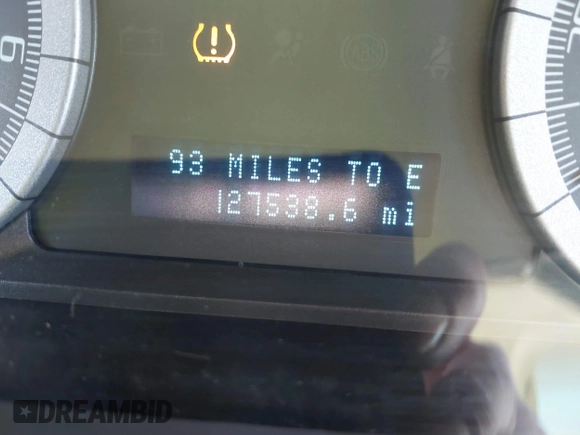 93 MILES TO E
127538.6 mi
DREAMBID